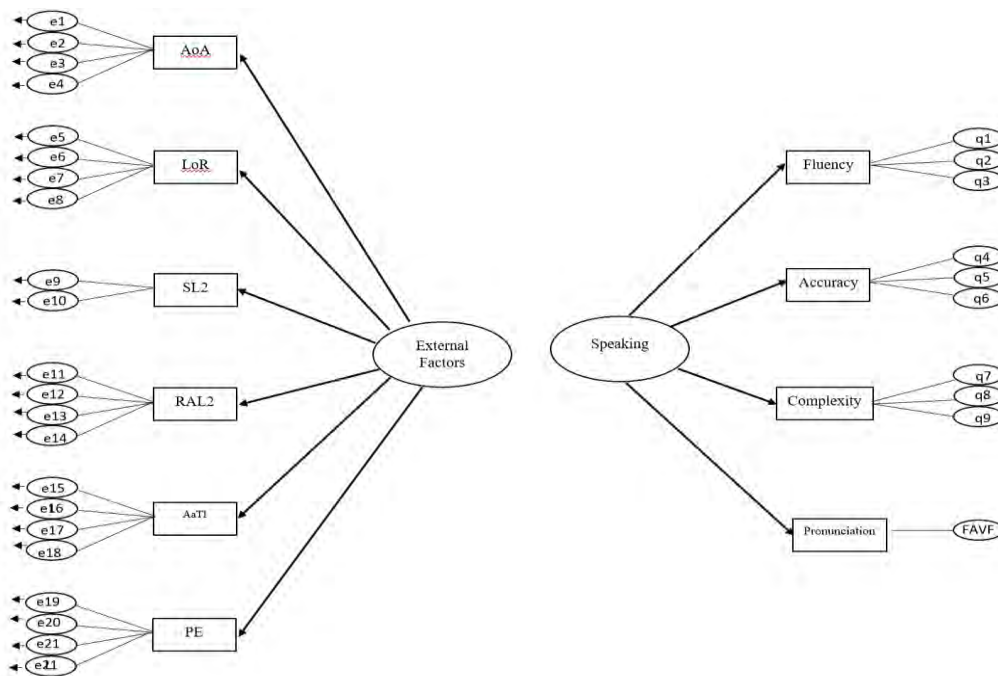 e1
e2
e3
e4
AoA
e5
e6
e7
e8
LoR
e9
e10
SL2
e11
e12
e13
e14
RAL2
e15
e16
e17
e18
AaTl
e19
e20
e21
e21
PE
External
Factors
Speaking
Fluency
q1
q2
q3
Accuracy
q4
q5
q6
Complexity
q7
q8
q9
Pronunciation
FAVF